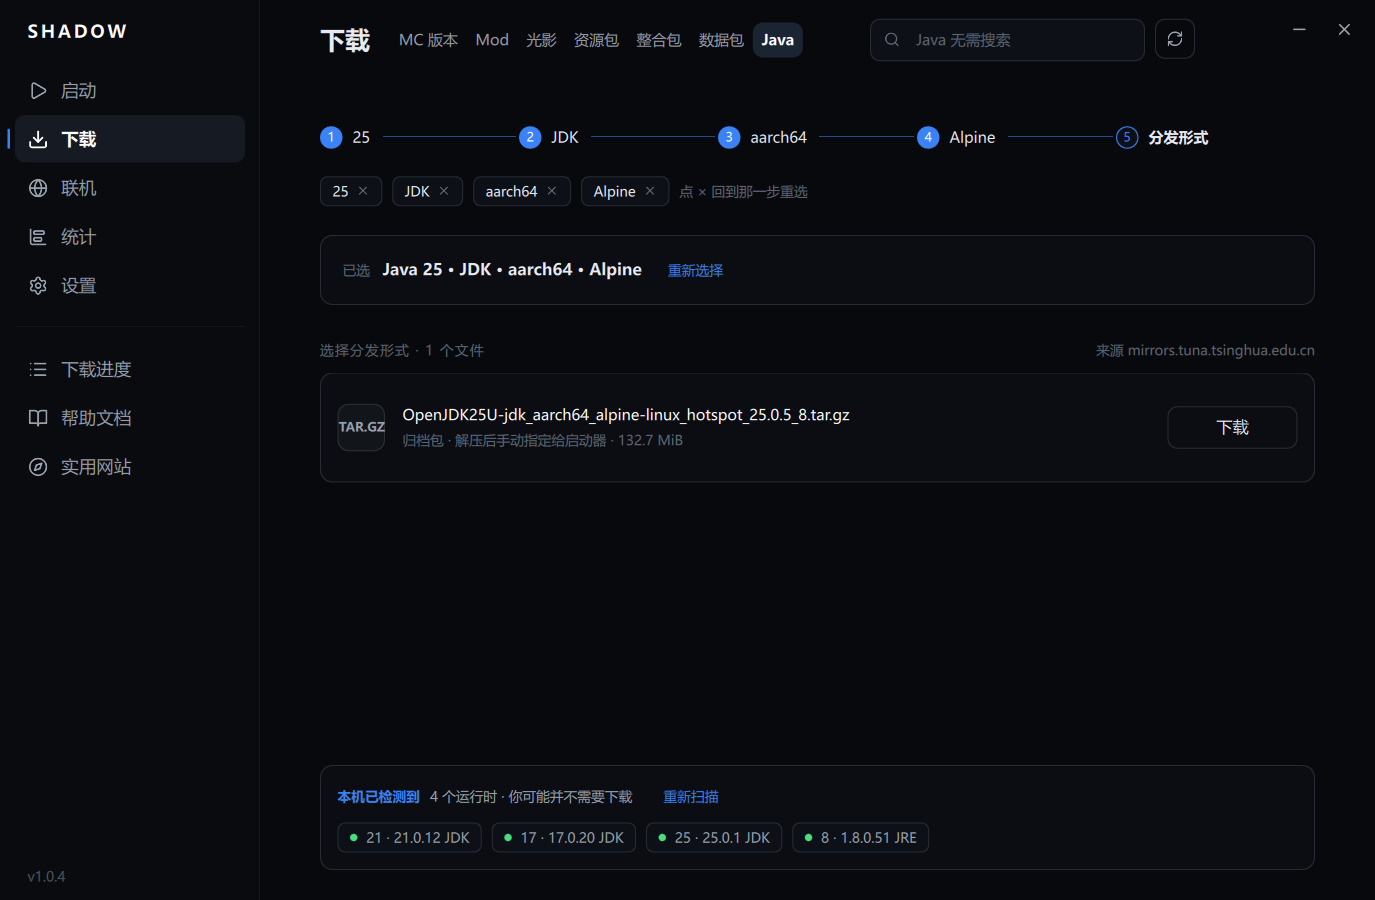 SHADOW
启动
下载
联机
统计
设置
下载进度
帮助文档
实用网站
v1.0.4
下载 MC 版本 Mod 光影 资源包 整合包 数据包 Java
Java 无需搜索
1 25 2 JDK 3 aarch64 4 Alpine 5 分发形式
25 × JDK × aarch64 × Alpine × 点 × 回到那一步重选
已选 Java 25 • JDK • aarch64 • Alpine 重新选择
选择分发形式 · 1 个文件
来源 mirrors.tuna.tsinghua.edu.cn
TAR.GZ
OpenJDK25U-jdk_aarch64_alpine-linux_hotspot_25.0.5_8.tar.gz
归档包 · 解压后手动指定给启动器 · 132.7 MiB
下载
本机已检测到 4 个运行时 · 你可能并不需要下载 重新扫描
21 · 21.0.12 JDK
17 · 17.0.20 JDK
25 · 25.0.1 JDK
8 · 1.8.0.51 JRE